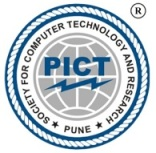 ®
SOCIETY FOR COMPUTER TECHNOLOGY AND RESEARCH
PICT
PUNE